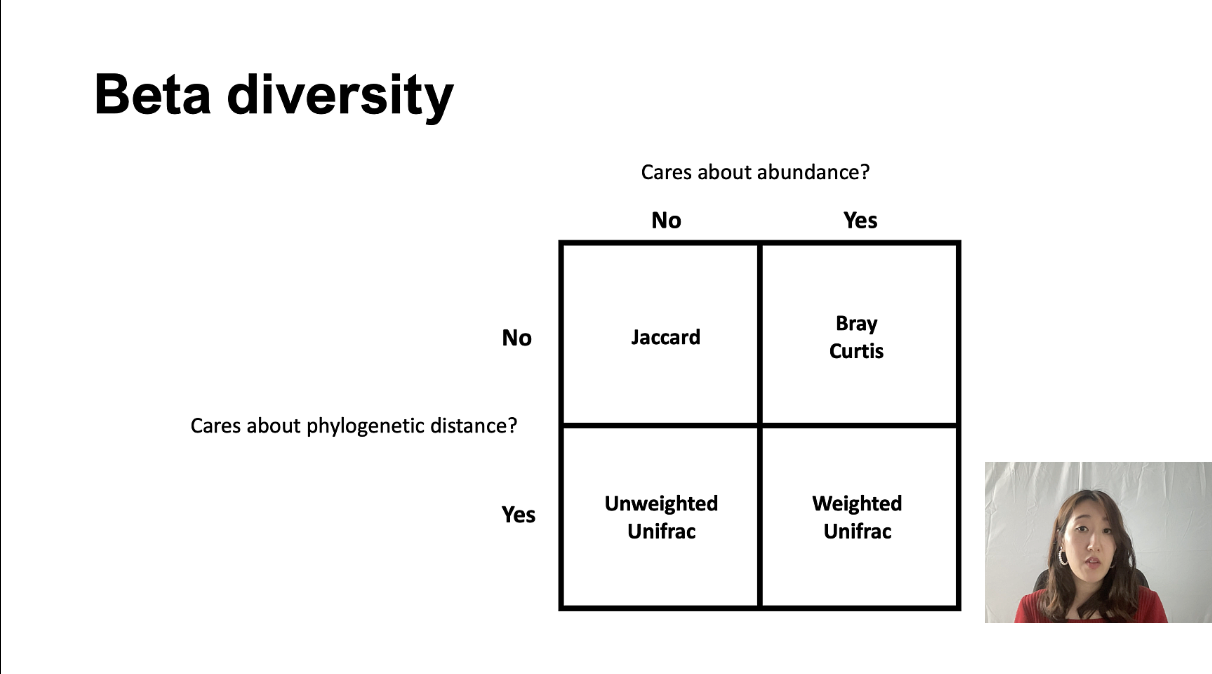 Beta diversity
Cares about abundance?
No Yes
No
Jaccard
Bray
Curtis
Cares about phylogenetic distance?
Yes
Unweighted
Unifrac
Weighted
Unifrac